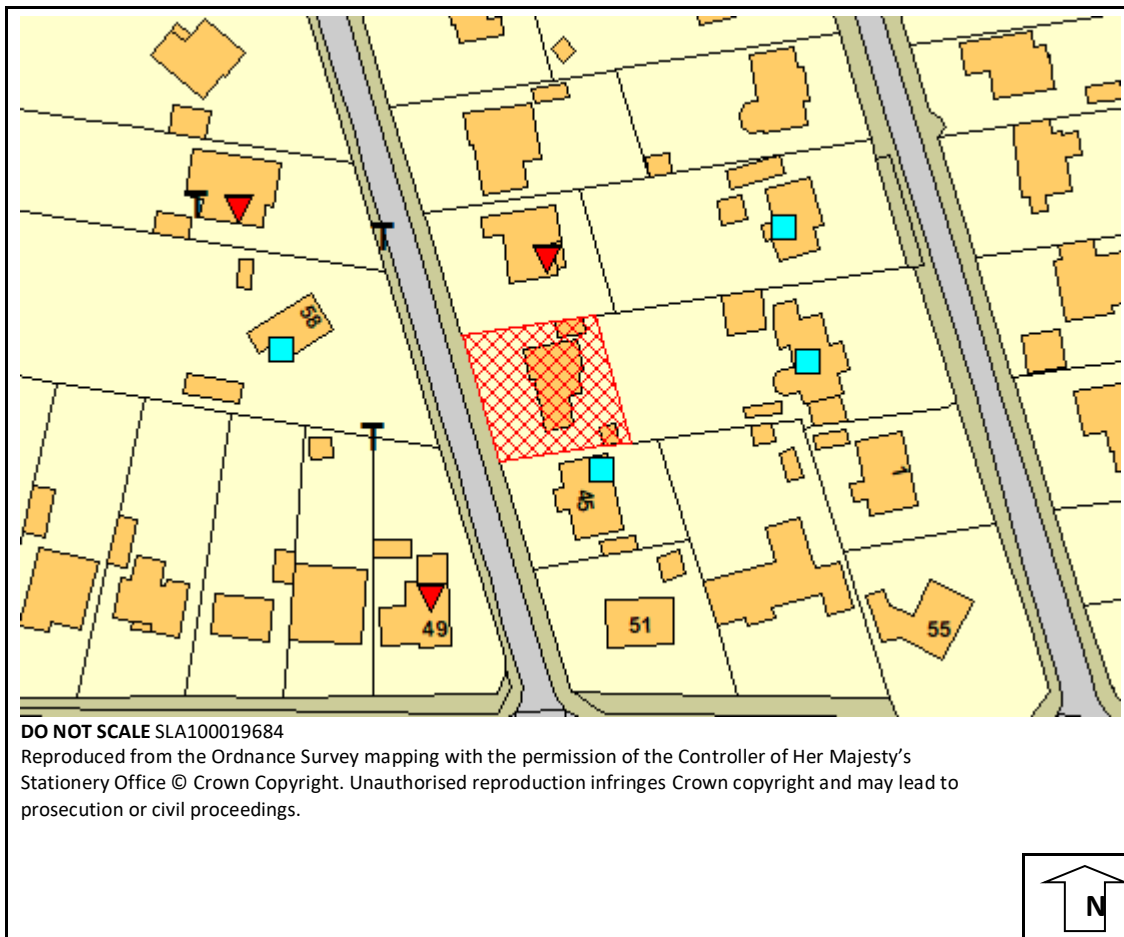 T
T
58
T
45
1
49
51
55
DO NOT SCALE SLA100019684
Reproduced from the Ordnance Survey mapping with the permission of the Controller of Her Majesty's
Stationery Office © Crown Copyright. Unauthorised reproduction infringes Crown copyright and may lead to
prosecution or civil proceedings.
N